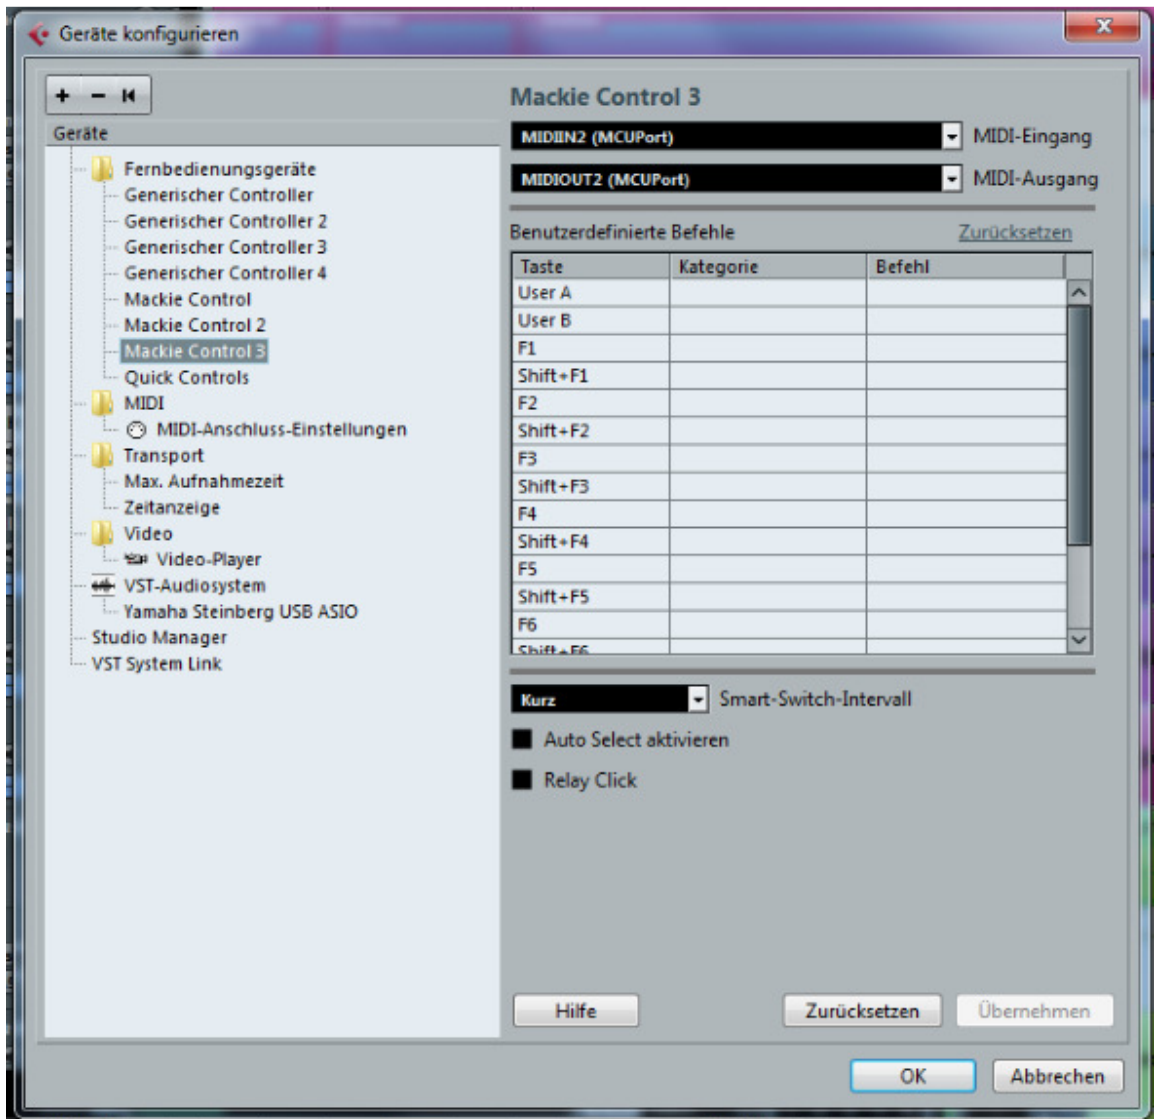 Geräte konfigurieren
Geräte
Fernbedienungsgeräte
Generischer Controller
Generischer Controller 2
Generischer Controller 3
Generischer Controller 4
Mackie Control
Mackie Control 2
Mackie Control 3
Quick Controls
MIDI
MIDI-Anschluss-Einstellungen
Transport
Max. Aufnahmezeit
Zeitanzeige
Video
Video-Player
VST-Audiosystem
Yamaha Steinberg USB ASIO
Studio Manager
VST System Link
Mackie Control 3
MIDIIN2 (MCUPort) MIDI-Eingang
MIDIOUT2 (MCUPort) MIDI-Ausgang
Benutzerdefinierte Befehle Zurücksetzen
Taste Kategorie Befehl
User A
User B
F1
Shift+F1
F2
Shift+F2
F3
Shift+F3
F4
Shift+F4
F5
Shift+F5
F6
Shift+F6
Kurz Smart-Switch-Intervall
Auto Select aktivieren
Relay Click
Hilfe Zurücksetzen Übernehmen
OK Abbrechen